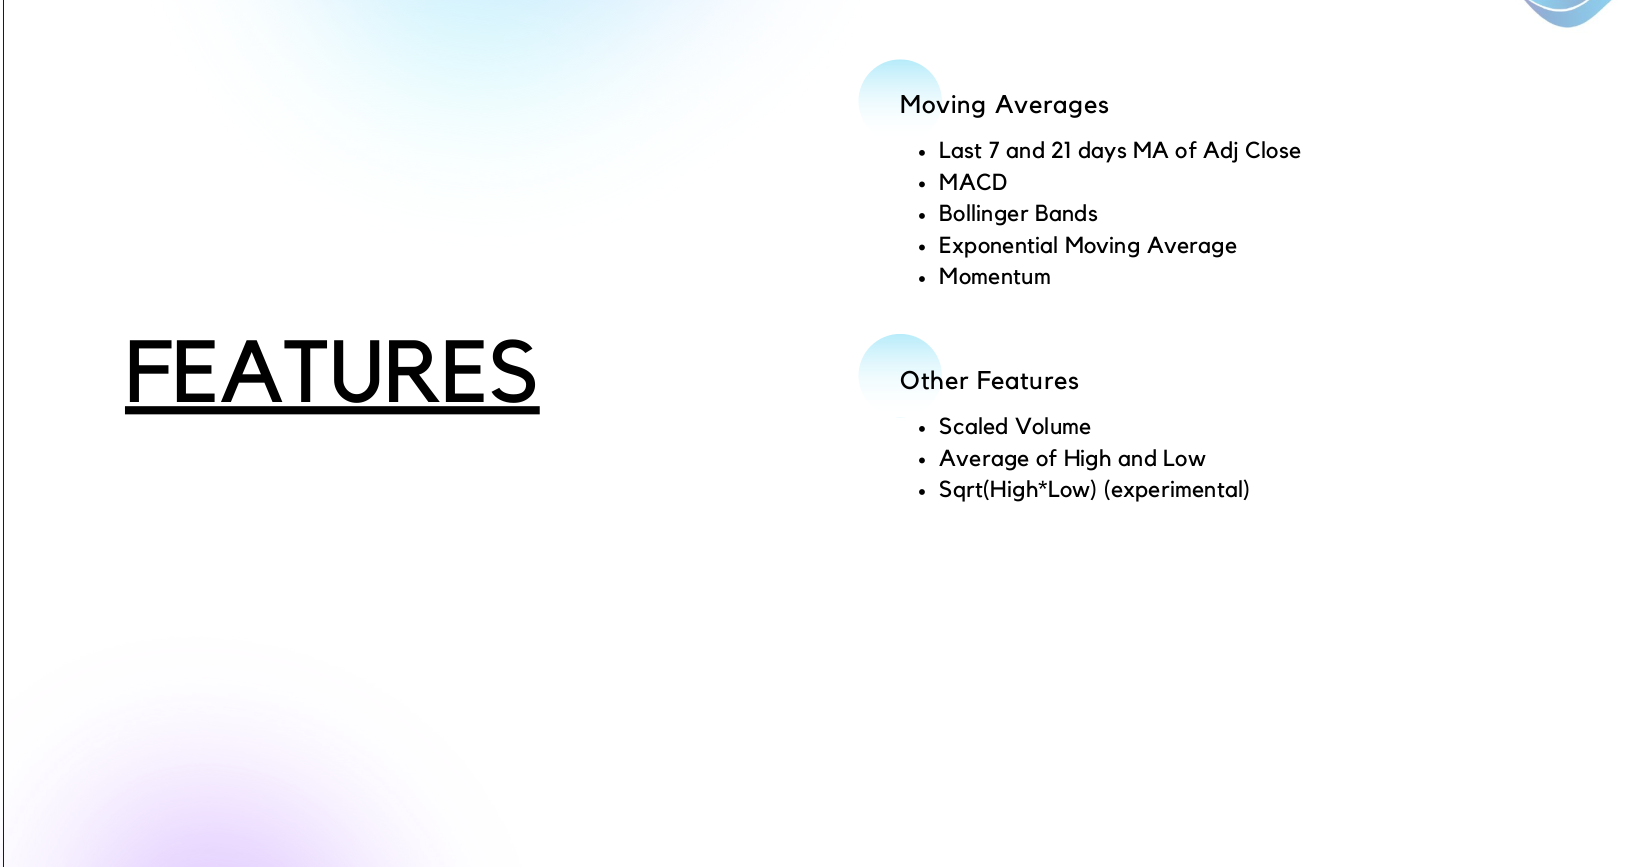 FEATURES
Moving Averages
• Last 7 and 21 days MA of Adj Close
• MACD
• Bollinger Bands
• Exponential Moving Average
• Momentum
Other Features
• Scaled Volume
• Average of High and Low
• Sqrt(High*Low) (experimental)